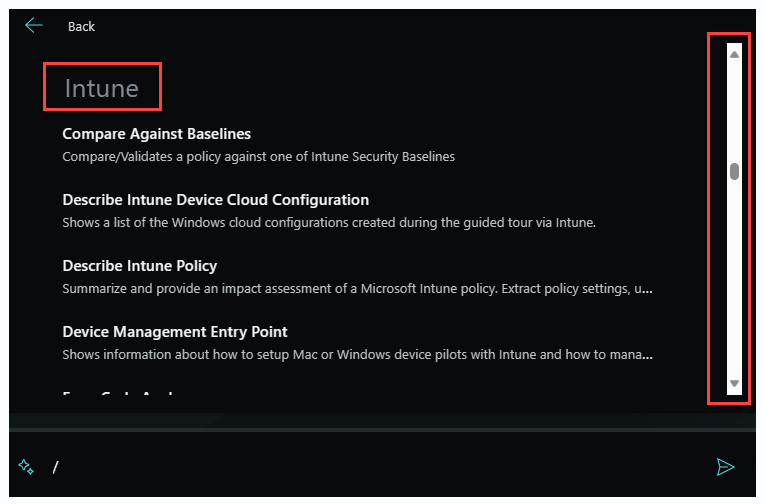 Back
Intune
Compare Against Baselines
Compare/Validates a policy against one of Intune Security Baselines
Describe Intune Device Cloud Configuration
Shows a list of the Windows cloud configurations created during the guided tour via Intune.
Describe Intune Policy
Summarize and provide an impact assessment of a Microsoft Intune policy. Extract policy settings, u...
Device Management Entry Point
Shows information about how to setup Mac or Windows device pilots with Intune and how to mana...
/